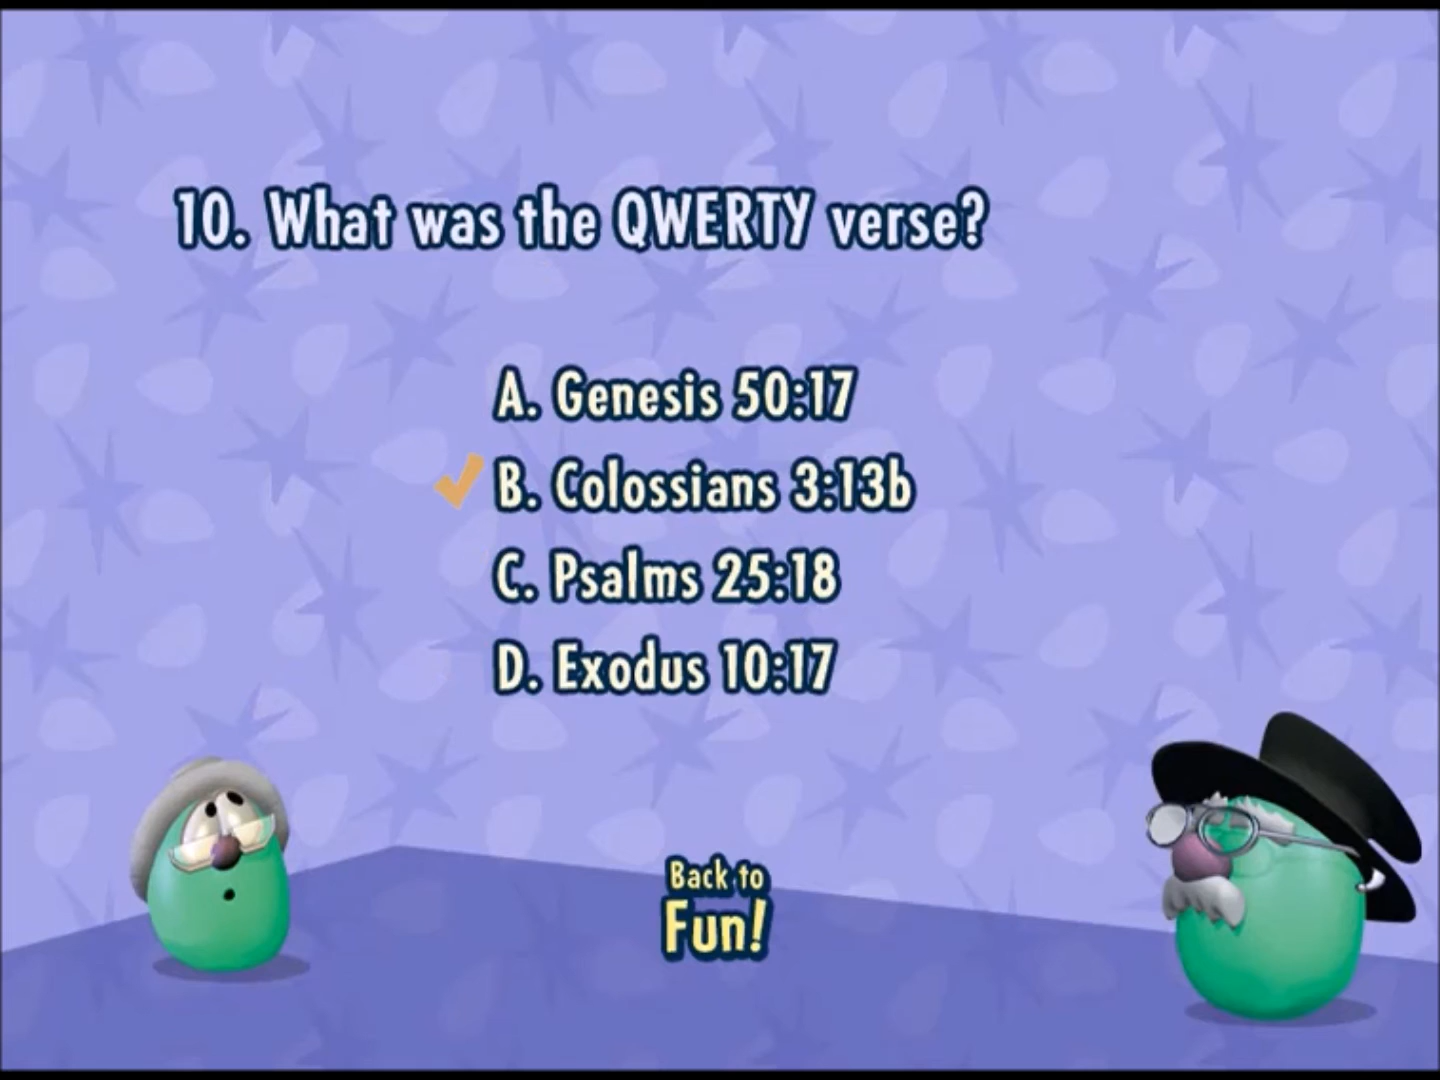 10. What was the QWERTY verse?
A. Genesis 50:17
B. Colossians 3:13b
C. Psalms 25:18
D. Exodus 10:17
Back to
Fun!